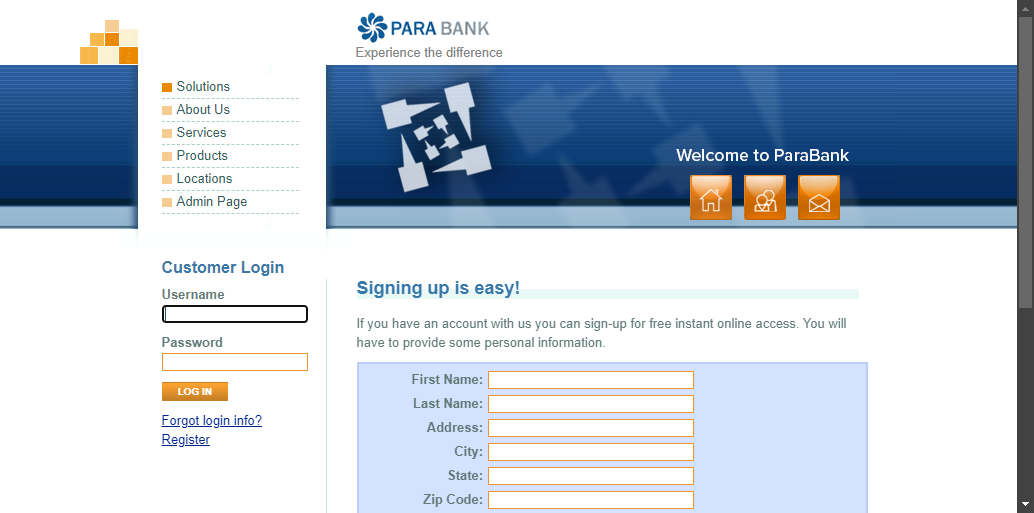 PARA BANK
Experience the difference
Solutions
About Us
Services
Products
Locations
Admin Page
Welcome to ParaBank
Customer Login
Username
Password
LOG IN
Forgot login info?
Register
Signing up is easy!
If you have an account with us you can sign-up for free instant online access. You will
have to provide some personal information.
First Name:
Last Name:
Address:
City:
State:
Zip Code: